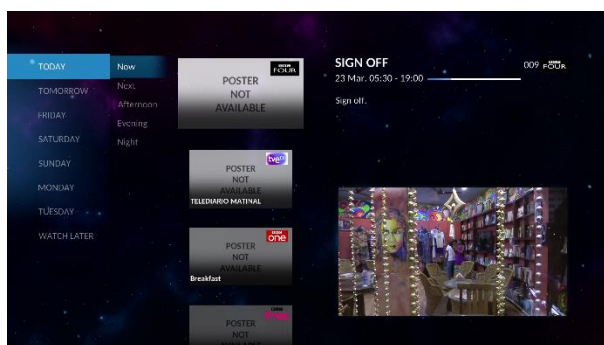 TODAY
TOMORROW
FRIDAY
SATURDAY
SUNDAY
MONDAY
TUESDAY
WATCH LATER
Now
Next
Afternoon
Evening
Night
BBC
FOUR
POSTER
NOT
AVAILABLE
tve
POSTER
NOT
AVAILABLE
TELEDIARIO MATINAL
BBC
one
POSTER
NOT
AVAILABLE
Breakfast
POSTER
NOT
SIGN OFF
009 BBC FOUR
23 Mar. 05:30 - 19:00
Sign off.